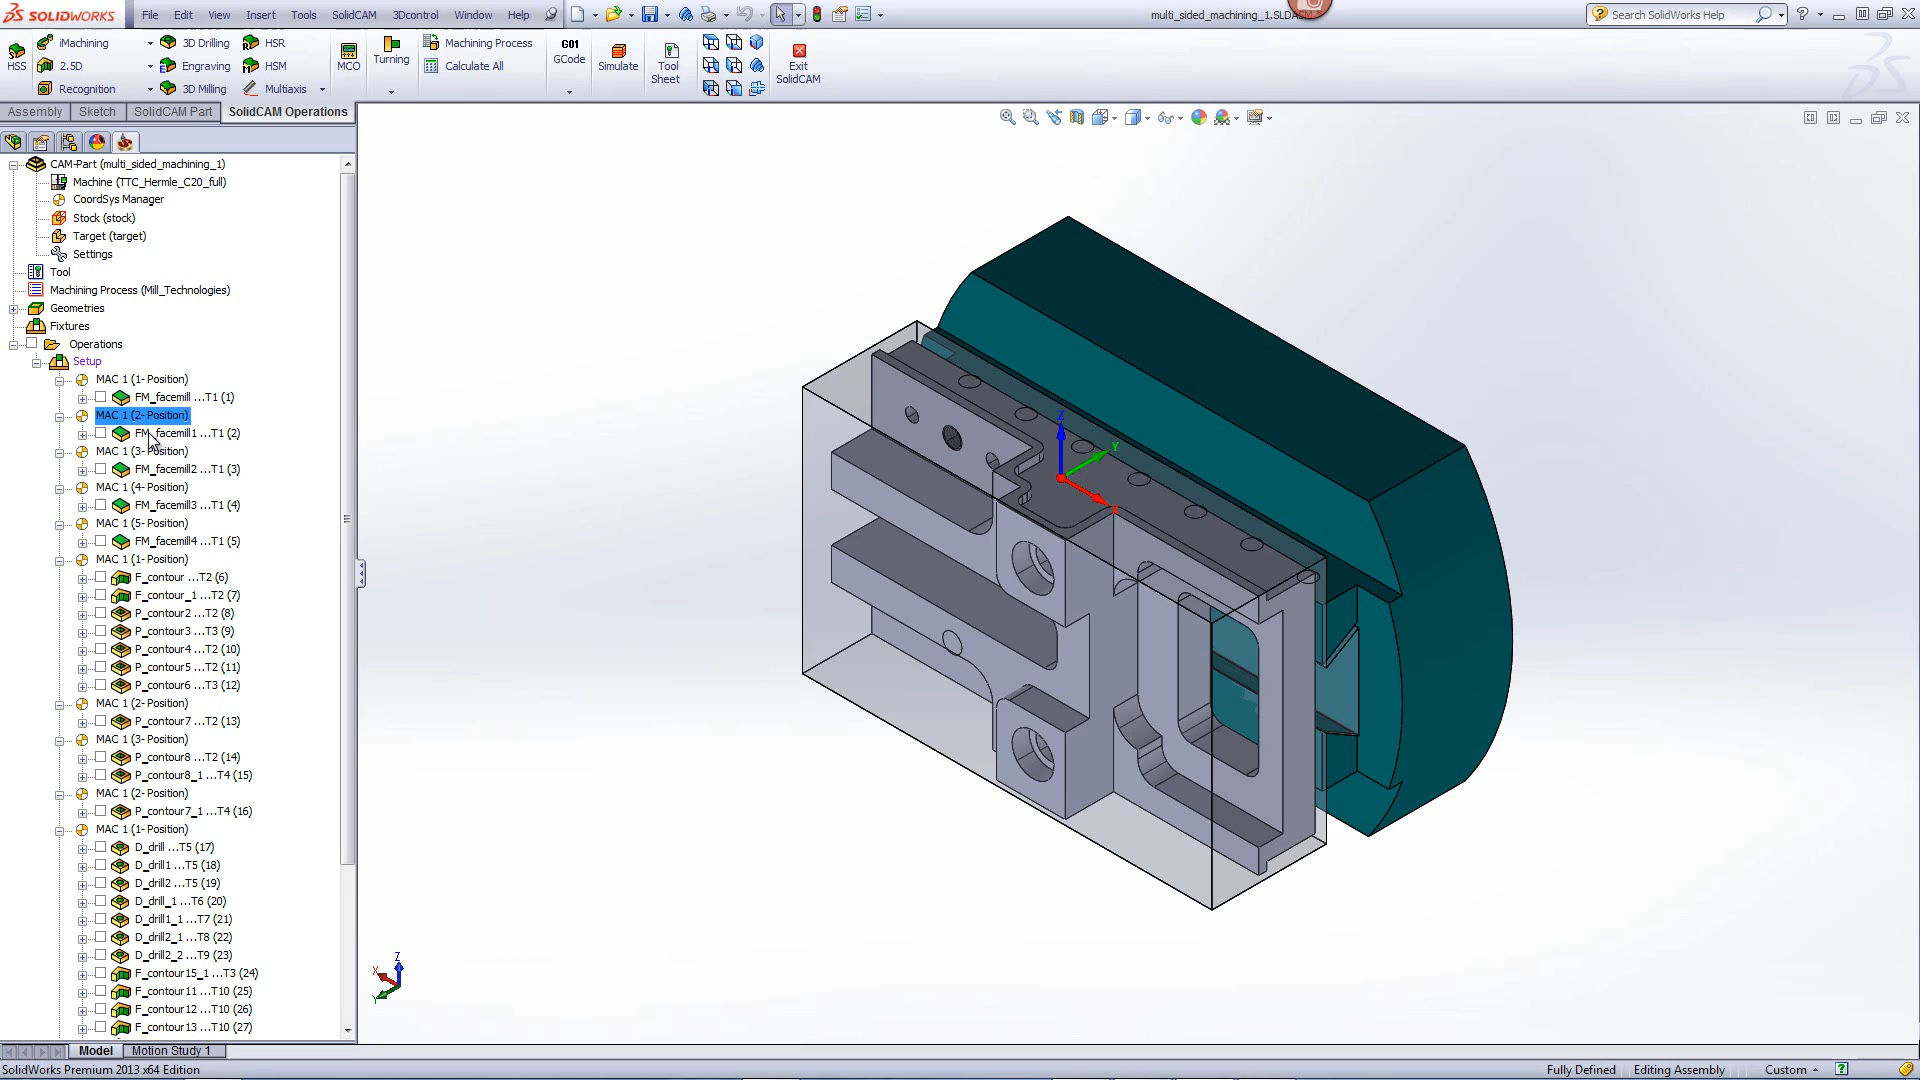 SOLIDWORKS File Edit View Insert Tools SolidCAM 3Dcontrol Window Help
Search SolidWorks Help
HSS iMachining 2.5D Recognition
3D Drilling Engraving 3D Milling
HSR HSM Multiaxis
MCO Turning
Machining Process
Calculate All
G01
GCode Simulate
Tool Sheet
Exit SolidCAM
Assembly Sketch SolidCAM Part SolidCAM Operations
CAM-Part (multi_sided_machining_1)
Machine (TTC_Hermle_C20_full)
CoordSys Manager
Stock (stock)
Target (target)
Settings
Tool
Machining Process (Mill_Technologies)
Geometries
Fixtures
Operations
Setup
MAC 1 (1- Position)
FM_facemill ...T1 (1)
MAC 1 (2- Position)
FM_facemill1 ...T1 (2)
MAC 1 (3- Position)
FM_facemill2 ...T1 (3)
MAC 1 (4- Position)
FM_facemill3 ...T1 (4)
MAC 1 (5- Position)
FM_facemill4 ...T1 (5)
MAC 1 (1- Position)
F_contour ...T2 (6)
F_contour_1 ...T2 (7)
P_contour2 ...T2 (8)
P_contour3 ...T3 (9)
P_contour4 ...T2 (10)
P_contour5 ...T2 (11)
P_contour6 ...T3 (12)
MAC 1 (2- Position)
P_contour7 ...T2 (13)
MAC 1 (3- Position)
P_contour8 ...T2 (14)
P_contour8_1 ...T4 (15)
MAC 1 (2- Position)
P_contour7_1 ...T4 (16)
MAC 1 (1- Position)
D_drill ...T5 (17)
D_drill1 ...T5 (18)
D_drill2 ...T5 (19)
D_drill_1 ...T6 (20)
D_drill1_1 ...T7 (21)
D_drill2_1 ...T8 (22)
D_drill2_2 ...T9 (23)
F_contour15_1 ...T3 (24)
F_contour11 ...T10 (25)
F_contour12 ...T10 (26)
F_contour13 ...T10 (27)
Z
Y
X
Z
X
Y
Model Motion Study 1
SolidWorks Premium 2013 x64 Edition
Fully Defined Editing Assembly Custom